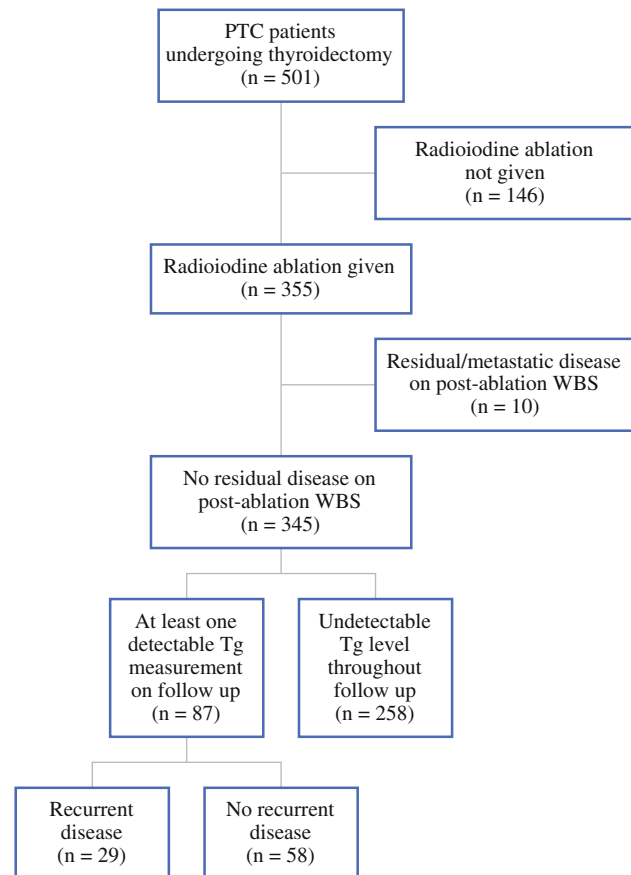 PTC patients
undergoing thyroidectomy
(n = 501)
Radioiodine ablation
not given
(n = 146)
Radioiodine ablation given
(n = 355)
Residual/metastatic disease
on post-ablation WBS
(n = 10)
No residual disease on
post-ablation WBS
(n = 345)
At least one
detectable Tg
measurement
on follow up
(n = 87)
Undetectable
Tg level
throughout
follow up
(n = 258)
Recurrent
disease
(n = 29)
No recurrent
disease
(n = 58)